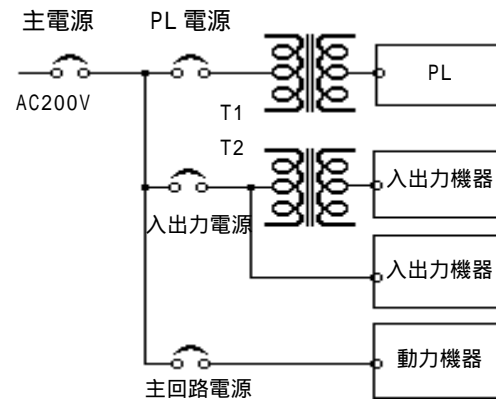 主電源
PL 電源
AC200V
PL
T1
T2
入出力機器
入出力電源
入出力機器
動力機器
主回路電源